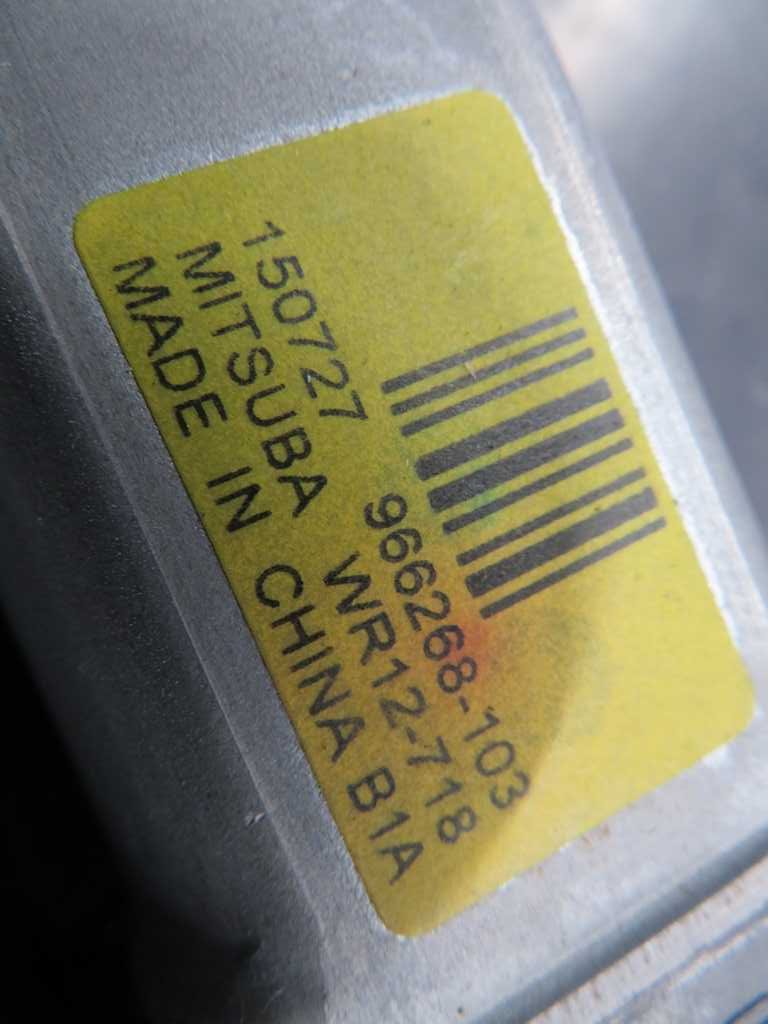 150727 966268-103
MITSUBA WR12-718
MADE IN CHINA B1A